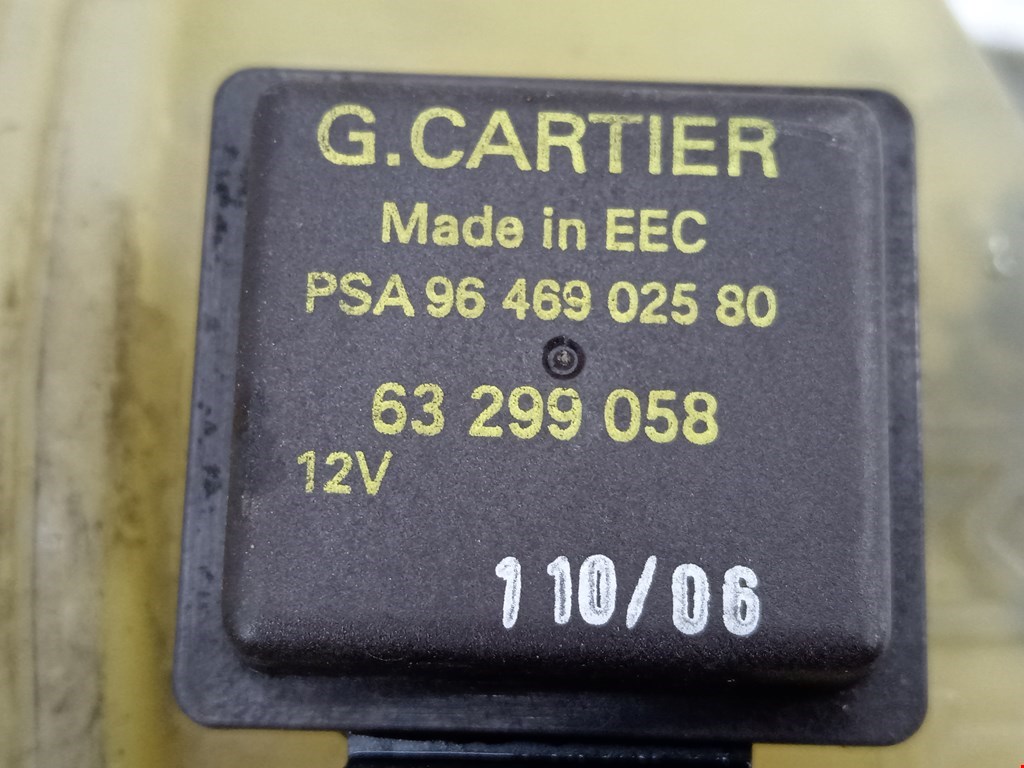 G.CARTIER
Made in EEC
PSA 96 469 025 80
63 299 058
12V
1 10/06